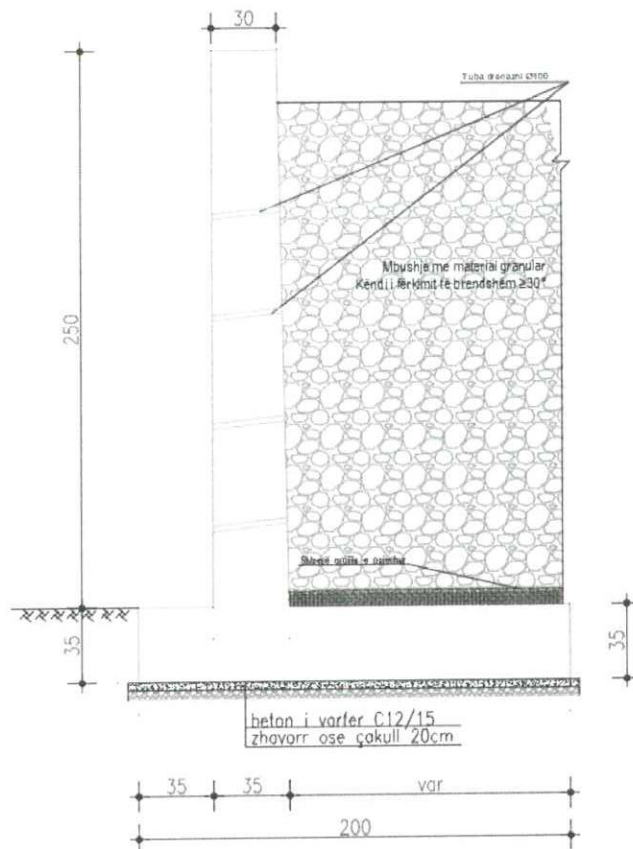 30
Tuba drenazhi Ø100
Mbushje me material granular
Këndi i fërkimit të brendshëm ≥30°
250
35
35
beton i varfer C12/15
zhavorr ose çakull 20cm
35
35
var
200